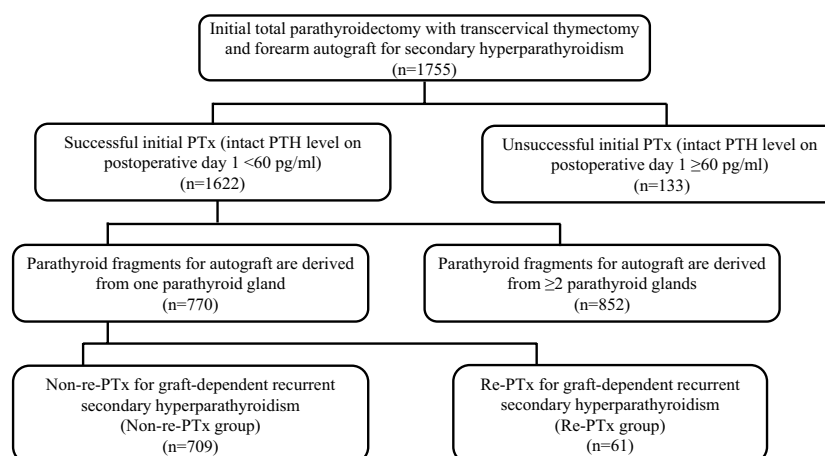 Initial total parathyroidectomy with transcervical thymectomy
and forearm autograft for secondary hyperparathyroidism
(n=1755)
Successful initial PTx (intact PTH level on
postoperative day 1 <60 pg/ml)
(n=1622)
Unsuccessful initial PTx (intact PTH level on
postoperative day 1 ≥60 pg/ml)
(n=133)
Parathyroid fragments for autograft are derived
from one parathyroid gland
(n=770)
Parathyroid fragments for autograft are derived
from ≥2 parathyroid glands
(n=852)
Non-re-PTx for graft-dependent recurrent
secondary hyperparathyroidism
(Non-re-PTx group)
(n=709)
Re-PTx for graft-dependent recurrent
secondary hyperparathyroidism
(Re-PTx group)
(n=61)